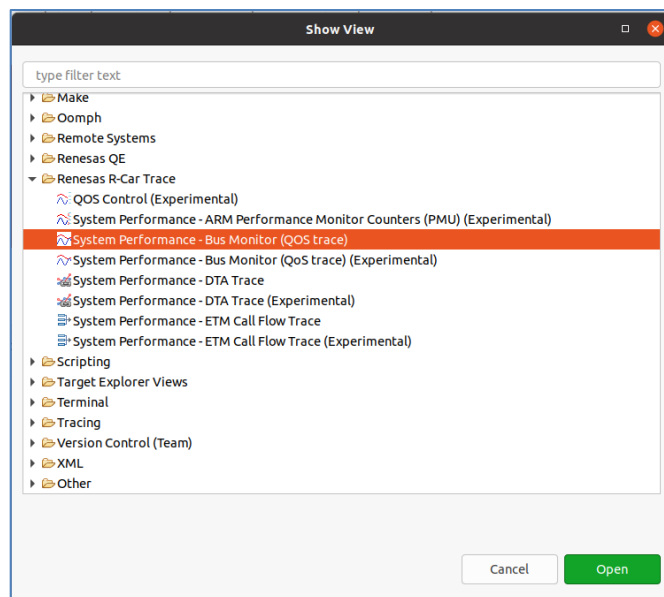 Show View
type filter text
Make
Oomph
Remote Systems
Renesas QE
Renesas R-Car Trace
QOS Control (Experimental)
System Performance - ARM Performance Monitor Counters (PMU) (Experimental)
System Performance - Bus Monitor (QOS trace)
System Performance - Bus Monitor (QoS trace) (Experimental)
System Performance - DTA Trace
System Performance - DTA Trace (Experimental)
System Performance - ETM Call Flow Trace
System Performance - ETM Call Flow Trace (Experimental)
Scripting
Target Explorer Views
Terminal
Tracing
Version Control (Team)
XML
Other
Cancel Open